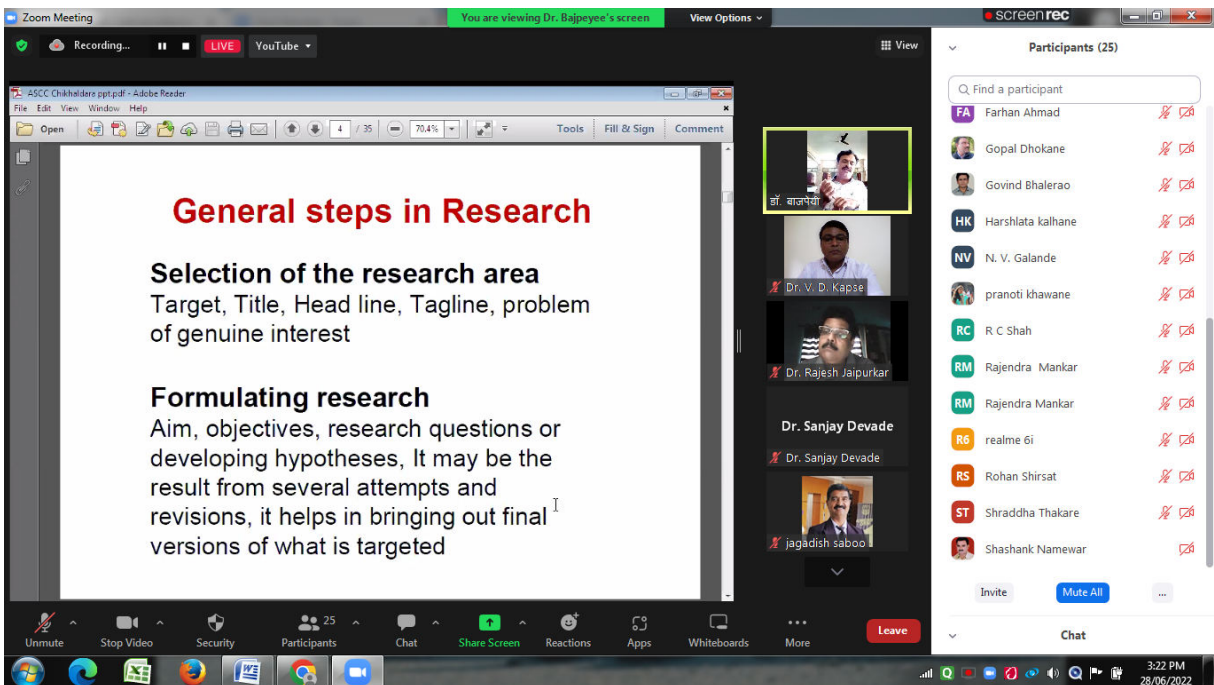 Zoom Meeting
You are viewing Dr. Bajpeyee's screen
View Options
screenrec
Recording...
LIVE
YouTube
View
ASCC Chikhaldara ppt.pdf - Adobe Reader
File Edit View Window Help
Open
4 / 35
70.4%
Tools
Fill & Sign
Comment
General steps in Research
Selection of the research area
Target, Title, Head line, Tagline, problem
of genuine interest
Formulating research
Aim, objectives, research questions or
developing hypotheses, It may be the
result from several attempts and
revisions, it helps in bringing out final
versions of what is targeted
डॉ. बाजपेयी
Dr. V. D. Kapse
Dr. Rajesh Jaipurkar
Dr. Sanjay Devade
Dr. Sanjay Devade
jagadish saboo
Participants (25)
Find a participant
FA Farhan Ahmad
Gopal Dhokane
Govind Bhalerao
HK Harshlata kalhane
NV N. V. Galande
pranoti khawane
RC R C Shah
RM Rajendra Mankar
RM Rajendra Mankar
R6 realme 6i
RS Rohan Shirsat
ST Shraddha Thakare
Shashank Namewar
Invite
Mute All
...
Chat
Unmute
Stop Video
Security
25
Participants
Chat
Share Screen
Reactions
Apps
Whiteboards
More
Leave
3:22 PM
28/06/2022